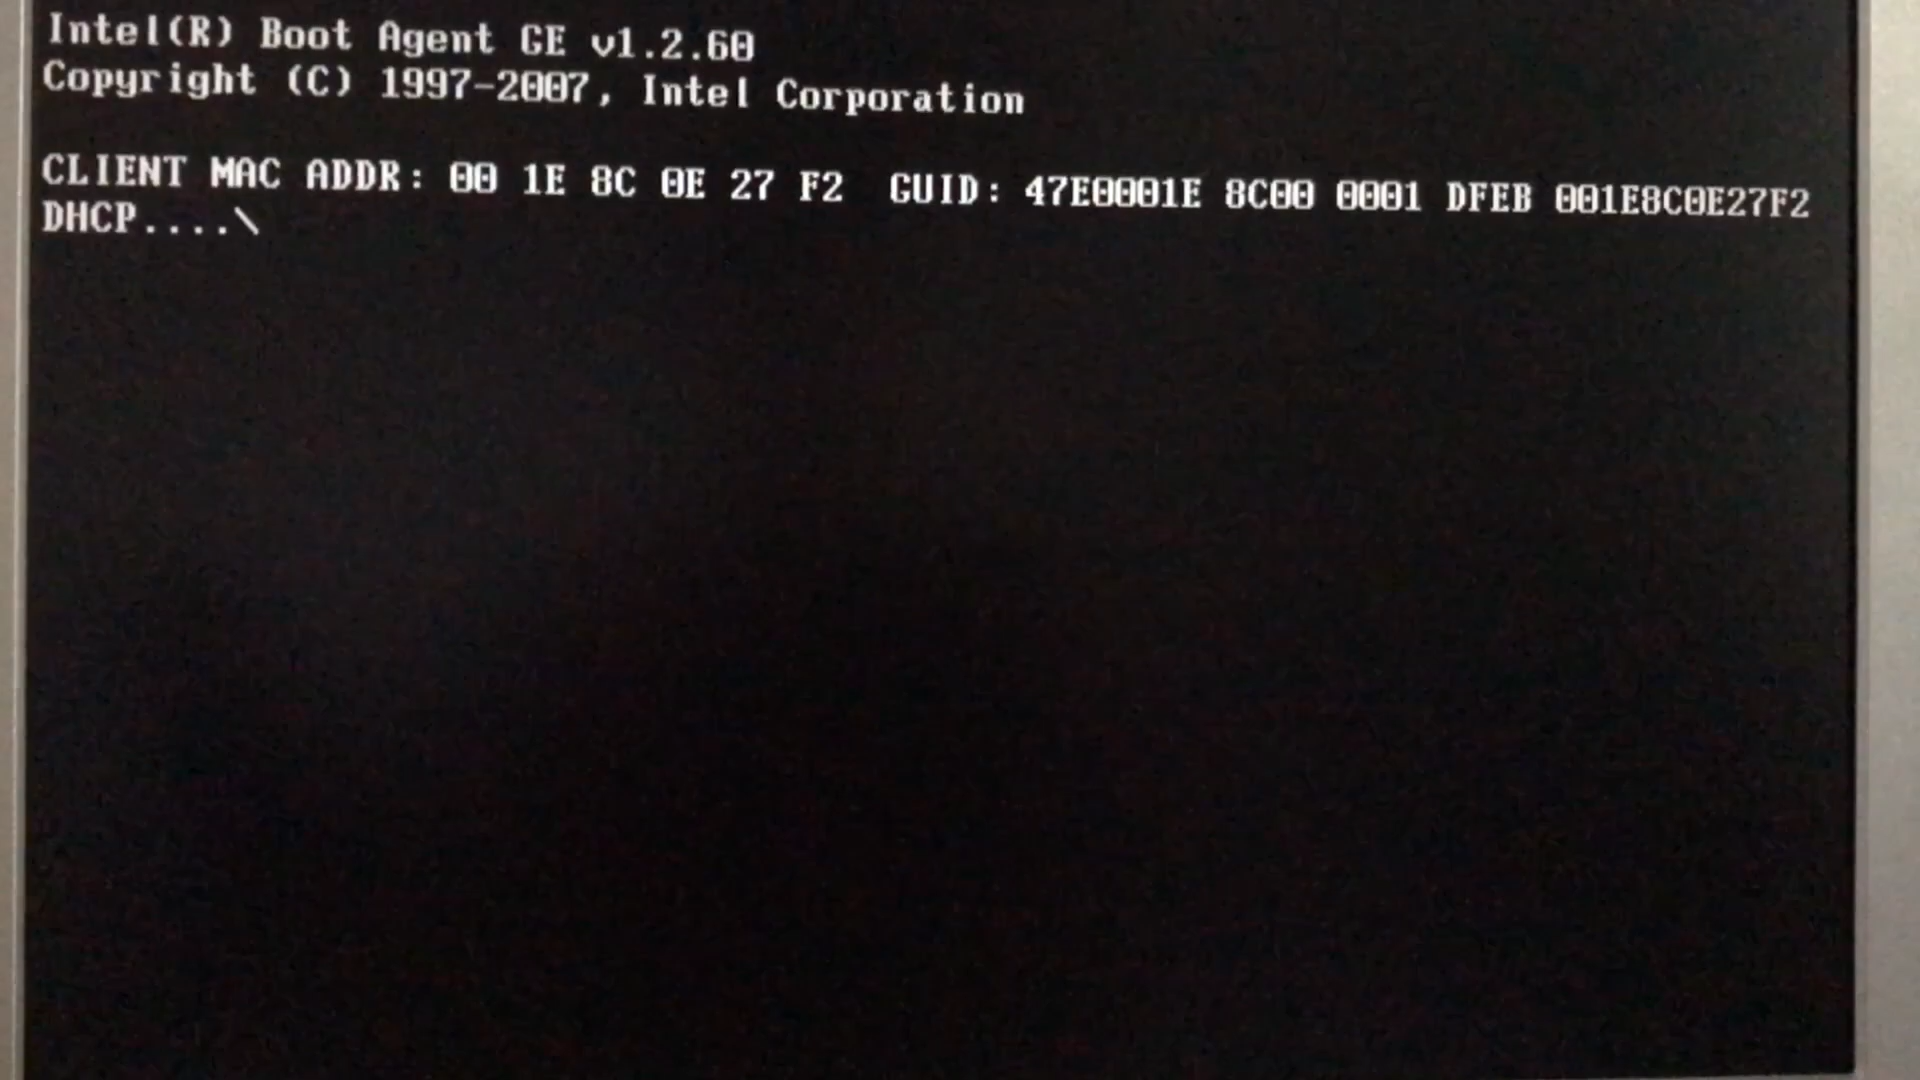 Intel(R) Boot Agent GE v1.2.60
Copyright (C) 1997-2007, Intel Corporation
CLIENT MAC ADDR: 00 1E 8C 0E 27 F2  GUID: 47E0001E 8C00 0001 DFEB 001E8C0E27F2
DHCP....\